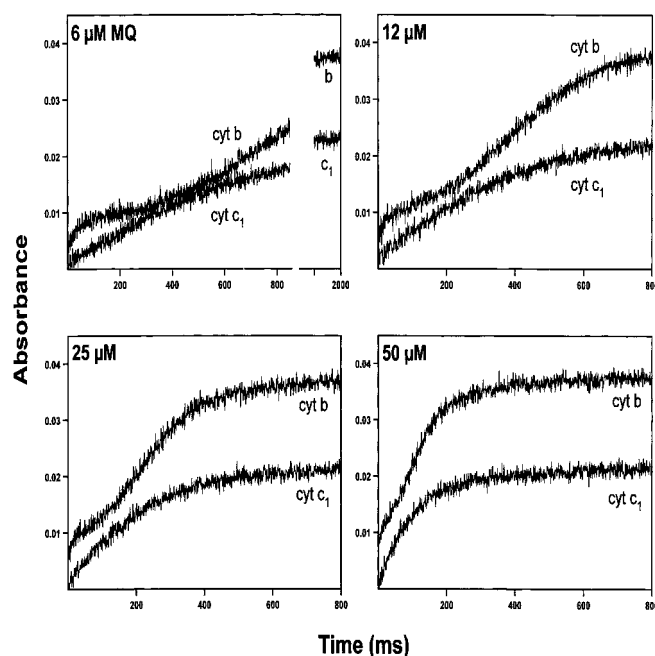 6 µM MQ
0.04
0.03
0.02
0.01
b
c1
cyt b
cyt c1
200 400 600 800 2000
12 µM
0.04
0.03
0.02
0.01
cyt b
cyt c1
200 400 600 80
25 µM
0.04
0.03
0.02
0.01
cyt b
cyt c1
200 400 600 800
50 µM
0.04
0.03
0.02
0.01
cyt b
cyt c1
200 400 600 800
Absorbance
Time (ms)